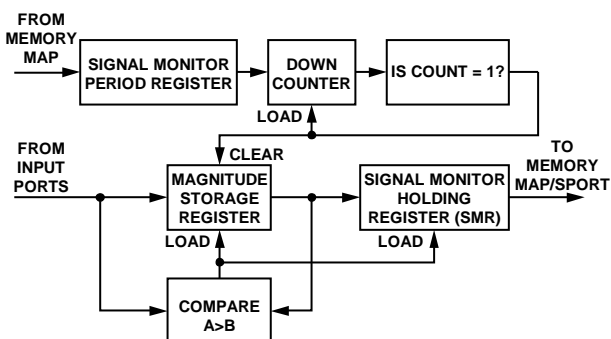 FROM
MEMORY
MAP
SIGNAL MONITOR
PERIOD REGISTER
DOWN
COUNTER
IS COUNT = 1?
LOAD
CLEAR
FROM
INPUT
PORTS
MAGNITUDE
STORAGE
REGISTER
SIGNAL MONITOR
HOLDING
REGISTER (SMR)
TO
MEMORY
MAP/SPORT
LOAD
LOAD
COMPARE
A>B